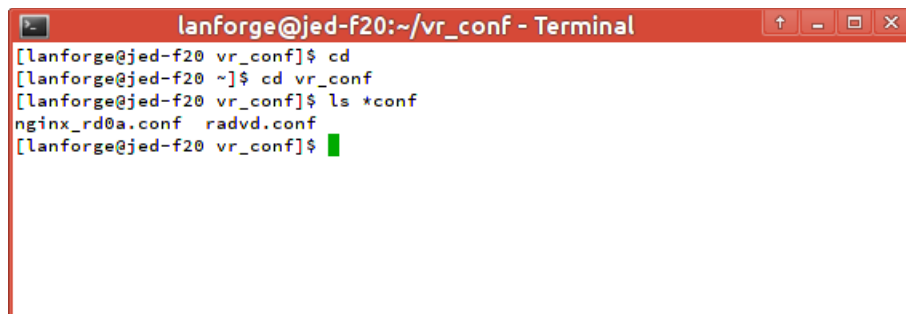 lanforge@jed-f20:~/vr_conf - Terminal
[lanforge@jed-f20 vr_conf]$ cd
[lanforge@jed-f20 ~]$ cd vr_conf
[lanforge@jed-f20 vr_conf]$ ls *conf
nginx_rd0a.conf  radvd.conf
[lanforge@jed-f20 vr_conf]$